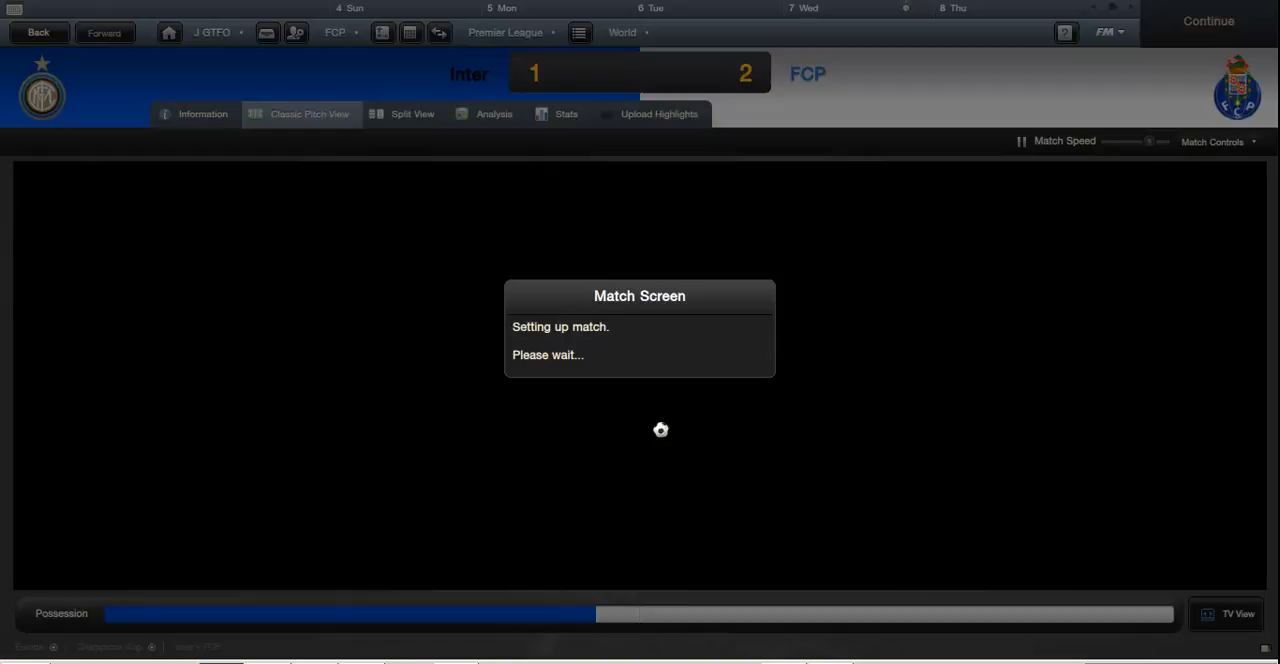 4 Sun 5 Mon 6 Tue 7 Wed 8 Thu
Back Forward J GTFO FCP Premier League World ? FM Continue
Inter 1 2 FCP
Information Classic Pitch View Split View Analysis Stats Upload Highlights
Match Speed Match Controls
Match Screen
Setting up match.
Please wait...
Possession TV View